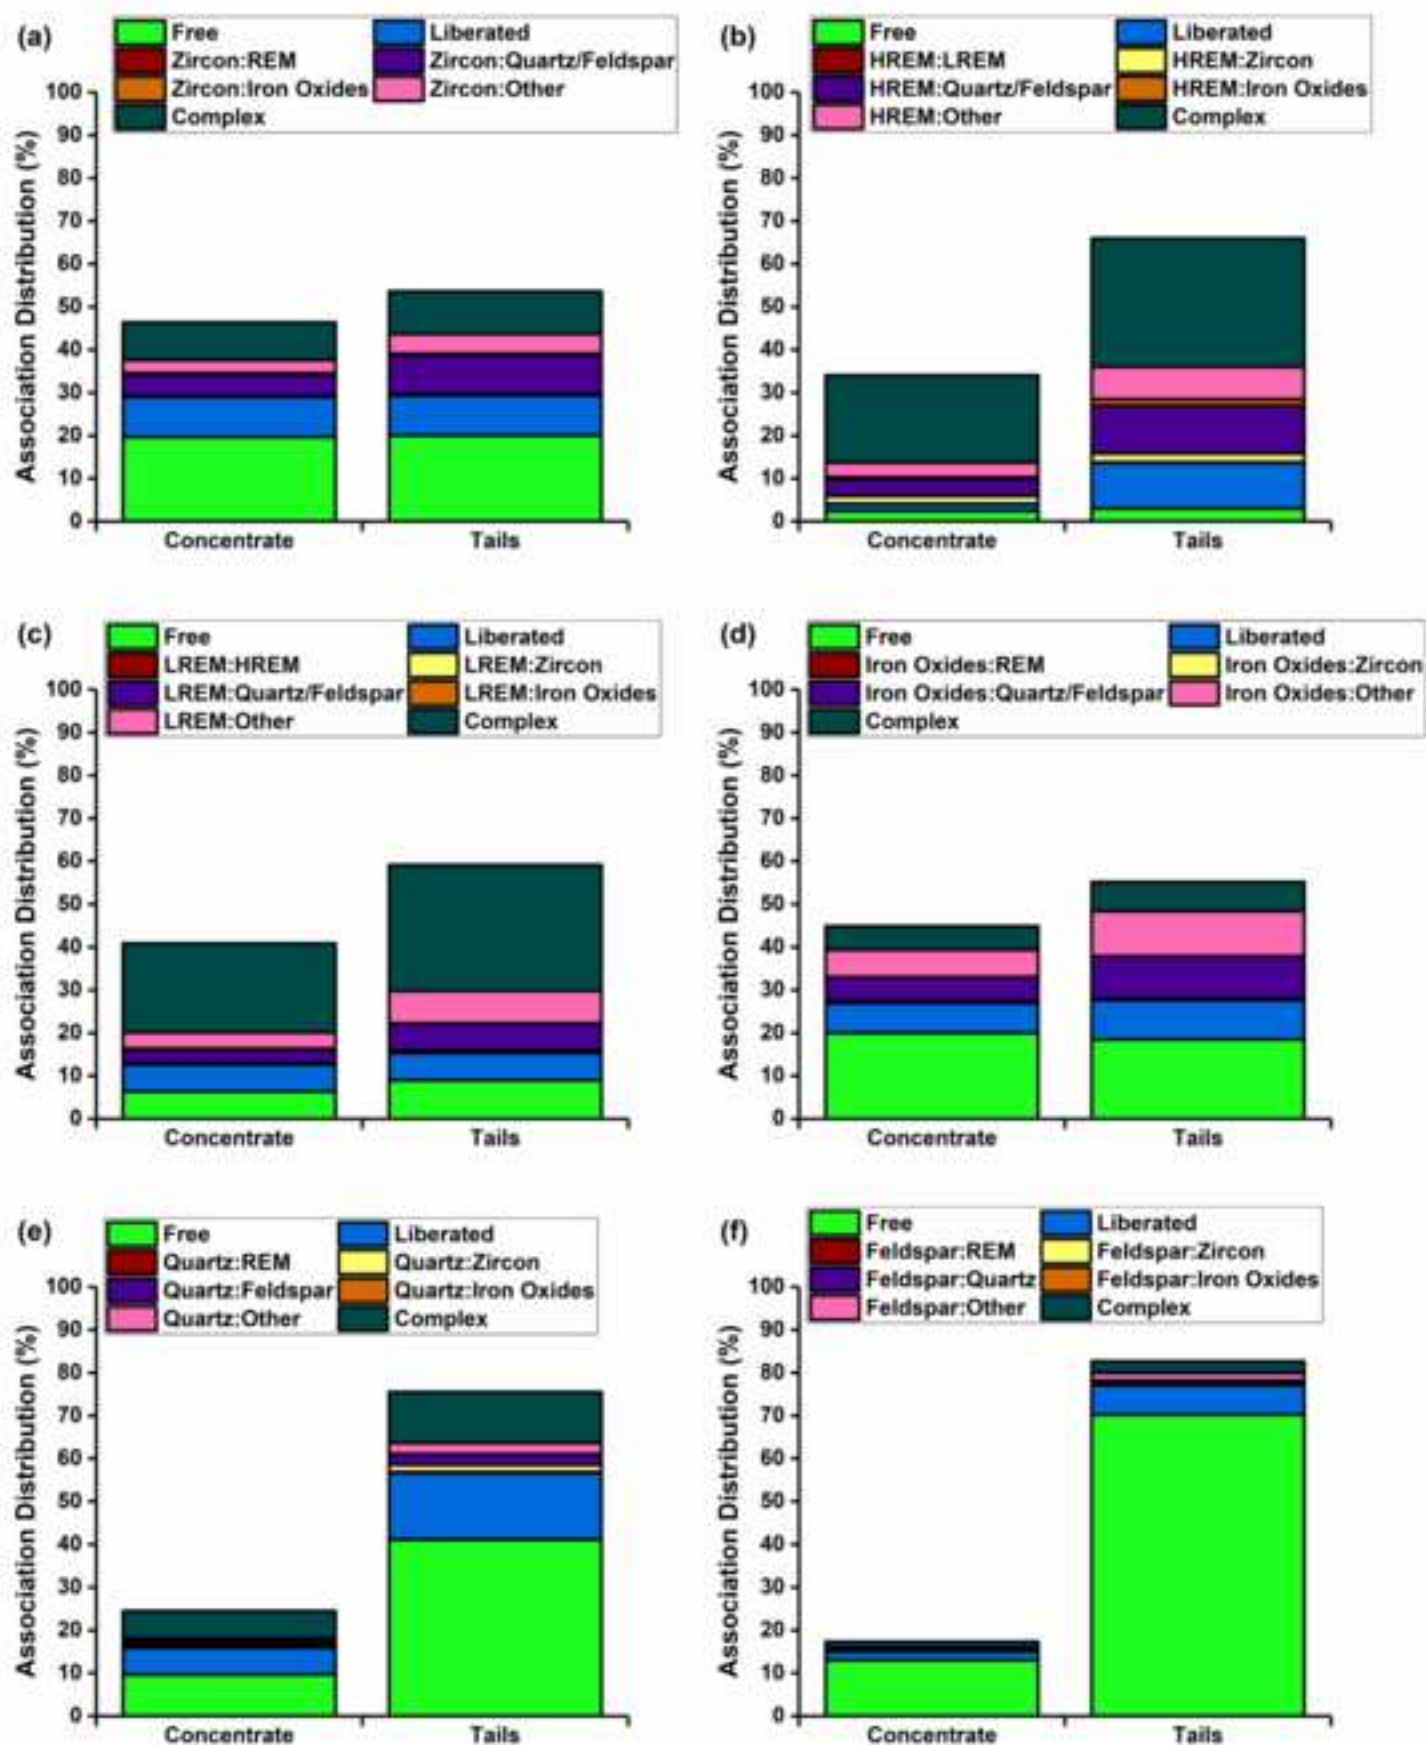 (a)
Free Liberated
Zircon:REM Zircon:Quartz/Feldspar
Zircon:Iron Oxides Zircon:Other
Complex
Association Distribution (%)
100
90
80
70
60
50
40
30
20
10
0
Concentrate Tails
(b)
Free Liberated
HREM:LREM HREM:Zircon
HREM:Quartz/Feldspar HREM:Iron Oxides
HREM:Other Complex
Association Distribution (%)
100
90
80
70
60
50
40
30
20
10
0
Concentrate Tails
(c)
Free Liberated
LREM:HREM LREM:Zircon
LREM:Quartz/Feldspar LREM:Iron Oxides
LREM:Other Complex
Association Distribution (%)
100
90
80
70
60
50
40
30
20
10
0
Concentrate Tails
(d)
Free Liberated
Iron Oxides:REM Iron Oxides:Zircon
Iron Oxides:Quartz/Feldspar Iron Oxides:Other
Complex
Association Distribution (%)
100
90
80
70
60
50
40
30
20
10
0
Concentrate Tails
(e)
Free Liberated
Quartz:REM Quartz:Zircon
Quartz:Feldspar Quartz:Iron Oxides
Quartz:Other Complex
Association Distribution (%)
100
90
80
70
60
50
40
30
20
10
0
Concentrate Tails
(f)
Free Liberated
Feldspar:REM Feldspar:Zircon
Feldspar:Quartz Feldspar:Iron Oxides
Feldspar:Other Complex
Association Distribution (%)
100
90
80
70
60
50
40
30
20
10
0
Concentrate Tails